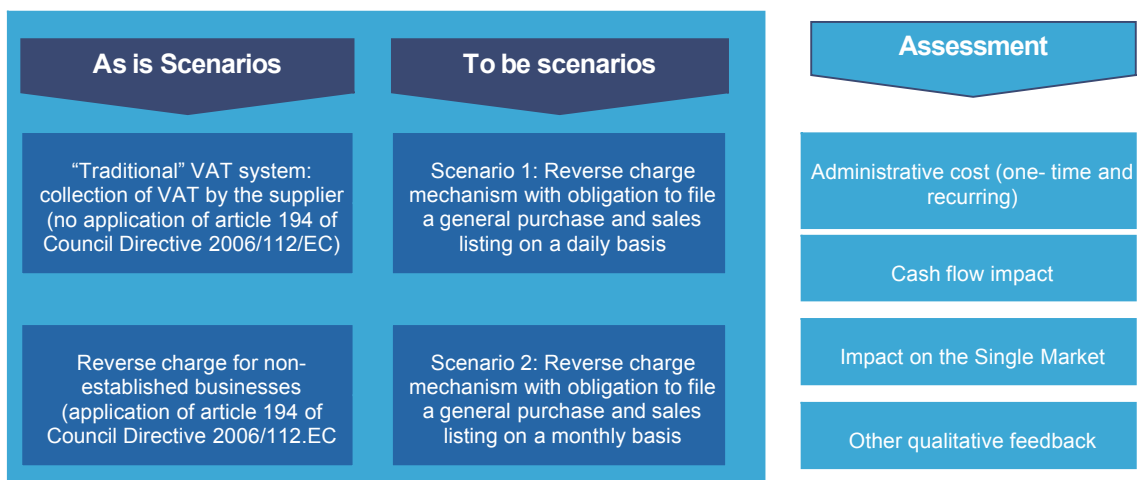 As is Scenarios
“Traditional” VAT system:
collection of VAT by the supplier
(no application of article 194 of
Council Directive 2006/112/EC)
Reverse charge for non-
established businesses
(application of article 194 of
Council Directive 2006/112.EC
To be scenarios
Scenario 1: Reverse charge
mechanism with obligation to file
a general purchase and sales
listing on a daily basis
Scenario 2: Reverse charge
mechanism with obligation to file
a general purchase and sales
listing on a monthly basis
Assessment
Administrative cost (one- time and
recurring)
Cash flow impact
Impact on the Single Market
Other qualitative feedback